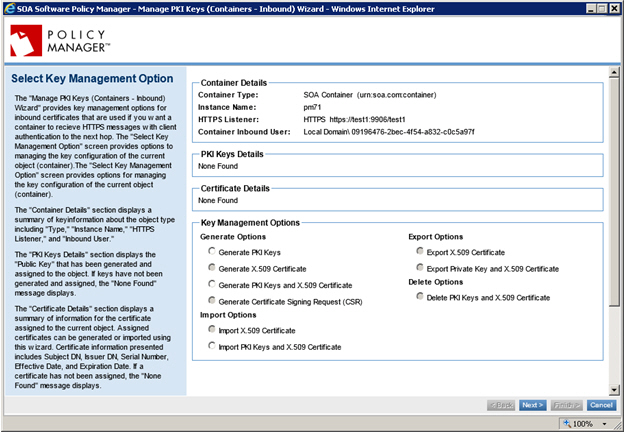 SOA Software Policy Manager - Manage PKI Keys (Containers - Inbound) Wizard - Windows Internet Explorer
POLICY
MANAGER™
Select Key Management Option
The "Manage PKI Keys (Containers - Inbound)
Wizard" provides key management options for
inbound certificates that are used if you want a
container to recieve HTTPS messages with client
authentication to the next hop. The "Select Key
Management Option" screen provides options to
managing the key configuration of the current
object (container).The "Select Key Management
Option" screen provides options for managing
the key configuration of the current object
(container).
The "Container Details" section displays a
summary of keyinformation about the object type
including "Type," "Instance Name," "HTTPS
Listener," and "Inbound User."
The "PKI Keys Details" section displays the
"Public Key" that has been generated and
assigned to the object. If keys have not been
generated and assigned, the "None Found"
message displays.
The "Certificate Details" section displays a
summary of information for the certificate
assigned to the current object. Assigned
certificates can be generated or imported using
this wizard. Certificate information presented
includes Subject DN, Issuer DN, Serial Number,
Effective Date, and Expiration Date. If a
certificate has not been assigned, the "None
Found" message displays.
Container Details
Container Type: SOA Container (urn:soa.com:container)
Instance Name: pm71
HTTPS Listener: HTTPS https://test1:9906/test1
Container Inbound User: Local Domain\ 09196476-2bec-4f54-a832-c0c5a97f
PKI Keys Details
None Found
Certificate Details
None Found
Key Management Options
Generate Options
Generate PKI Keys
Generate X.509 Certificate
Generate PKI Keys and X.509 Certificate
Generate Certificate Signing Request (CSR)
Import Options
Import X.509 Certificate
Import PKI Keys and X.509 Certificate
Export Options
Export X.509 Certificate
Export Private Key and X.509 Certificate
Delete Options
Delete PKI Keys and X.509 Certificate
< Back Next > Finish > Cancel
100%